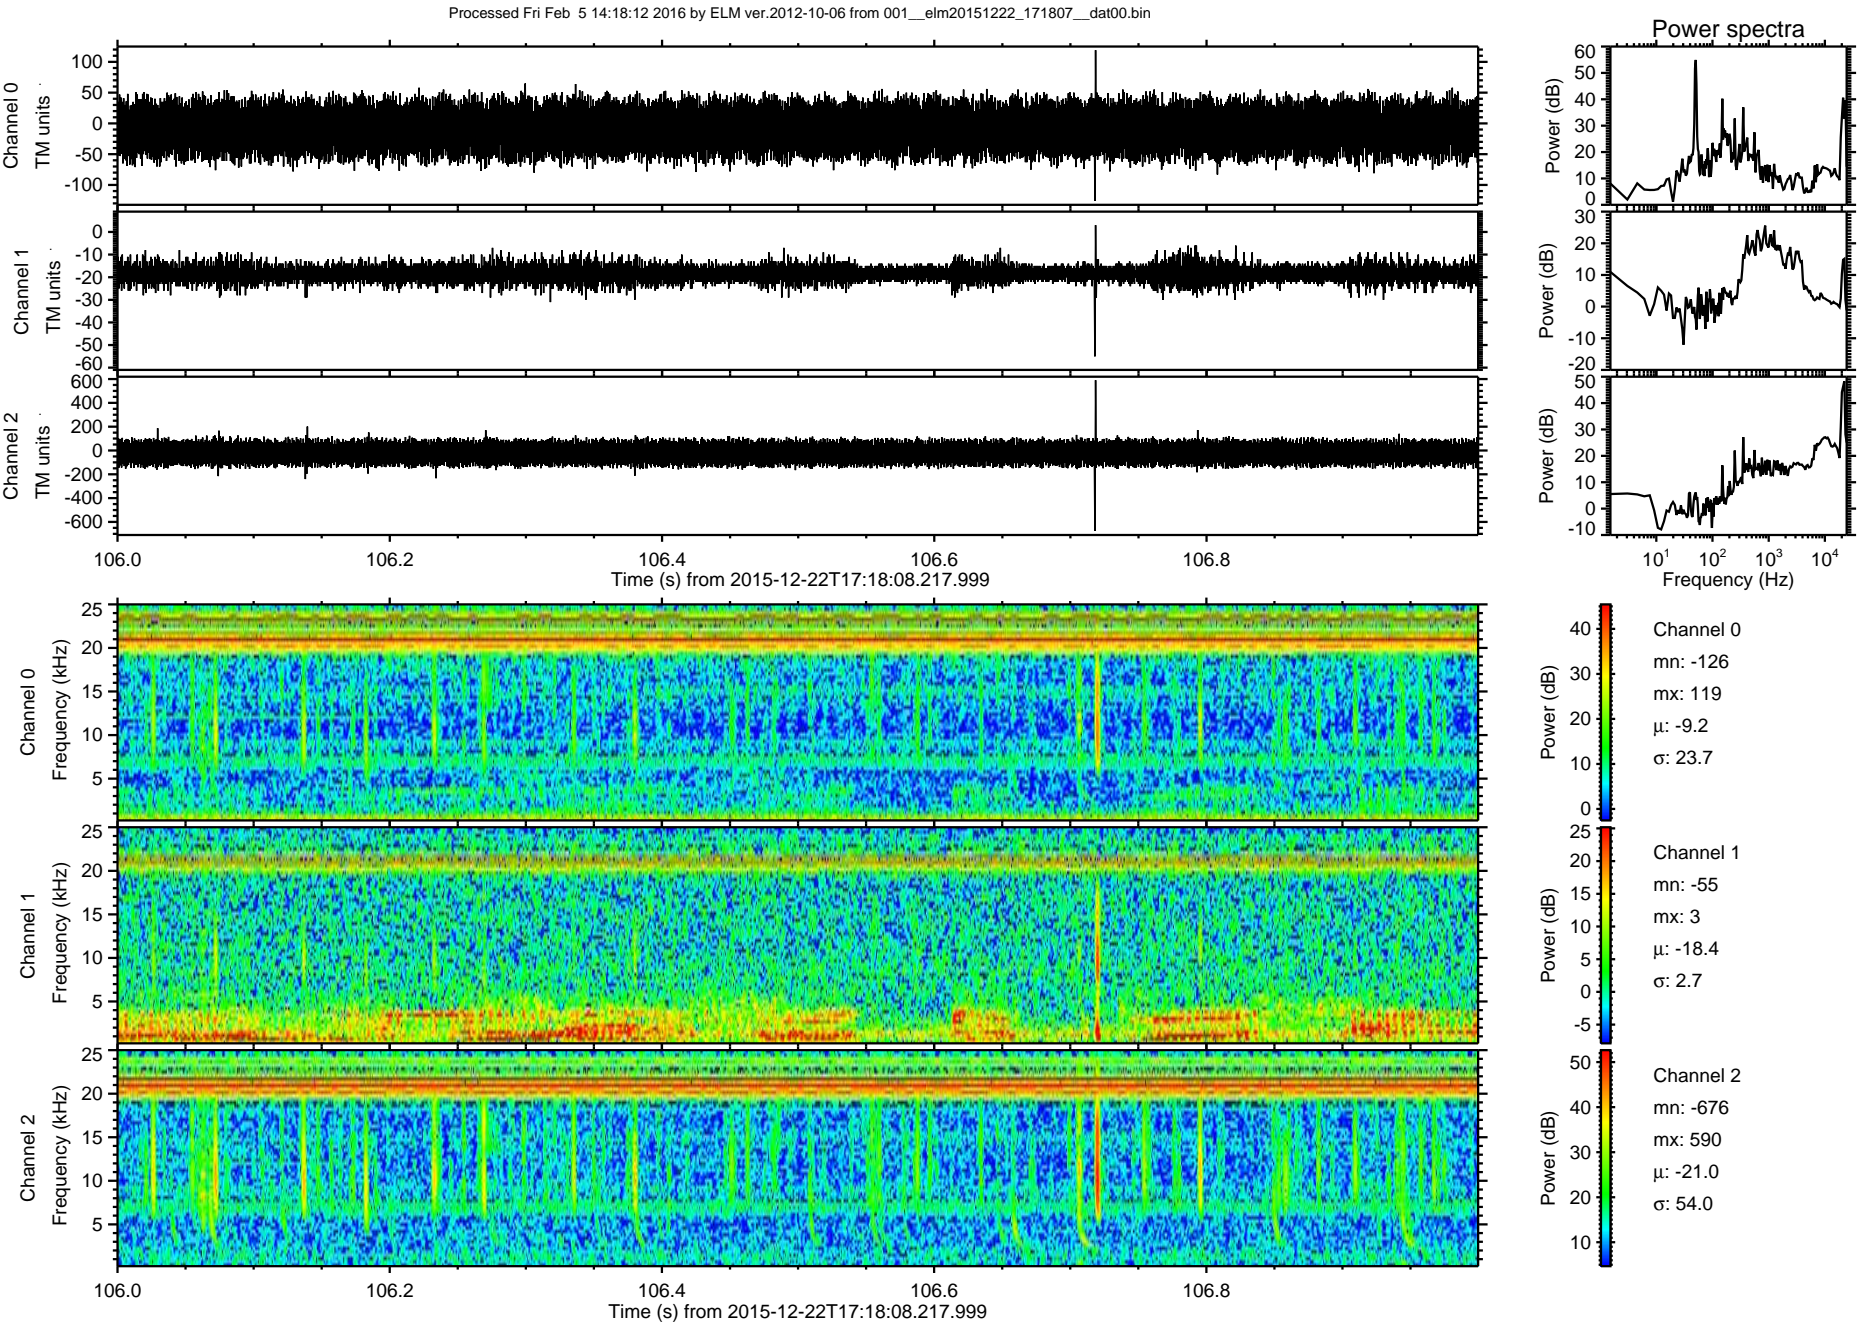 Processed Fri Feb  5 14:18:12 2016 by ELM ver.2012-10-06 from 001__elm20151222_171807__dat00.bin
Power spectra
Channel 0
TM units
100
50
0
-50
-100
Power (dB)
60
50
40
30
20
10
0
Channel 1
TM units
0
-10
-20
-30
-40
-50
-60
Power (dB)
30
20
10
0
-10
-20
Channel 2
TM units
600
400
200
0
-200
-400
-600
Power (dB)
50
40
30
20
10
0
-10
106.0 106.2 106.4 106.6 106.8
Time (s) from 2015-12-22T17:18:08.217.999
10¹ 10² 10³ 10⁴
Frequency (Hz)
Channel 0
Frequency (kHz)
25
20
15
10
5
Power (dB)
40
30
20
10
0
Channel 0
mn: -126
mx: 119
μ: -9.2
σ: 23.7
Channel 1
Frequency (kHz)
25
20
15
10
5
Power (dB)
25
20
15
10
5
0
-5
Channel 1
mn: -55
mx: 3
μ: -18.4
σ: 2.7
Channel 2
Frequency (kHz)
25
20
15
10
5
Power (dB)
50
40
30
20
10
Channel 2
mn: -676
mx: 590
μ: -21.0
σ: 54.0
106.0 106.2 106.4 106.6 106.8
Time (s) from 2015-12-22T17:18:08.217.999